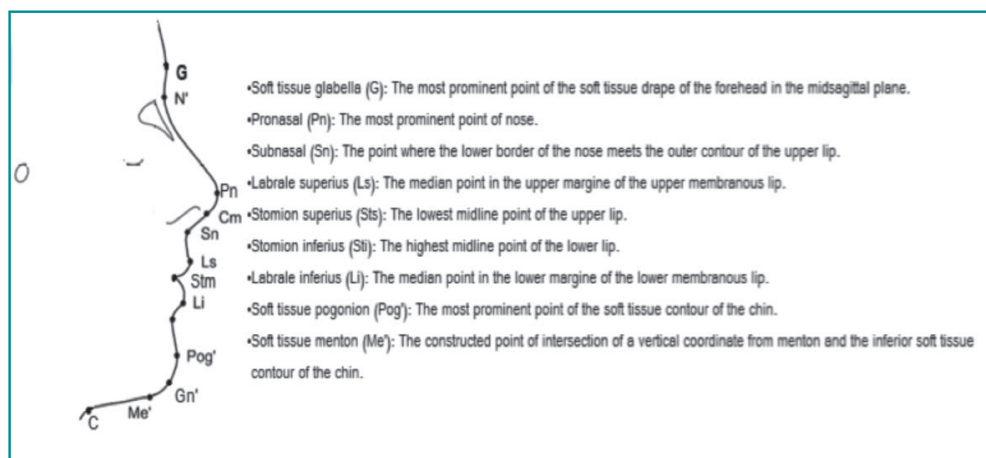 G
N'
Pn
Cm
Sn
Ls
Stm
Li
Pog'
Gn'
Me'
C
•Soft tissue glabella (G): The most prominent point of the soft tissue drape of the forehead in the midsagittal plane.
•Pronasal (Pn): The most prominent point of nose.
•Subnasal (Sn): The point where the lower border of the nose meets the outer contour of the upper lip.
•Labrale superius (Ls): The median point in the upper margine of the upper membranous lip.
•Stomion superius (Sts): The lowest midline point of the upper lip.
•Stomion inferius (Sti): The highest midline point of the lower lip.
•Labrale inferius (Li): The median point in the lower margine of the lower membranous lip.
•Soft tissue pogonion (Pog'): The most prominent point of the soft tissue contour of the chin.
•Soft tissue menton (Me'): The constructed point of intersection of a vertical coordinate from menton and the inferior soft tissue
contour of the chin.